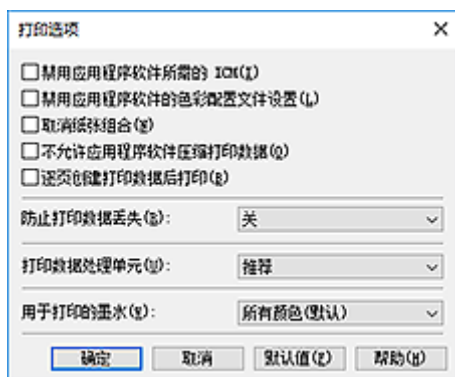 打印选项
禁用应用程序软件所需的 ICM(I)
禁用应用程序软件的色彩配置文件设置(L)
取消纸张组合(N)
不允许应用程序软件压缩打印数据(O)
逐页创建打印数据后打印(R)
防止打印数据丢失(B): 关
打印数据处理单元(U): 推荐
用于打印的墨水(Y): 所有颜色(默认)
确定 取消 默认值(Z) 帮助(H)